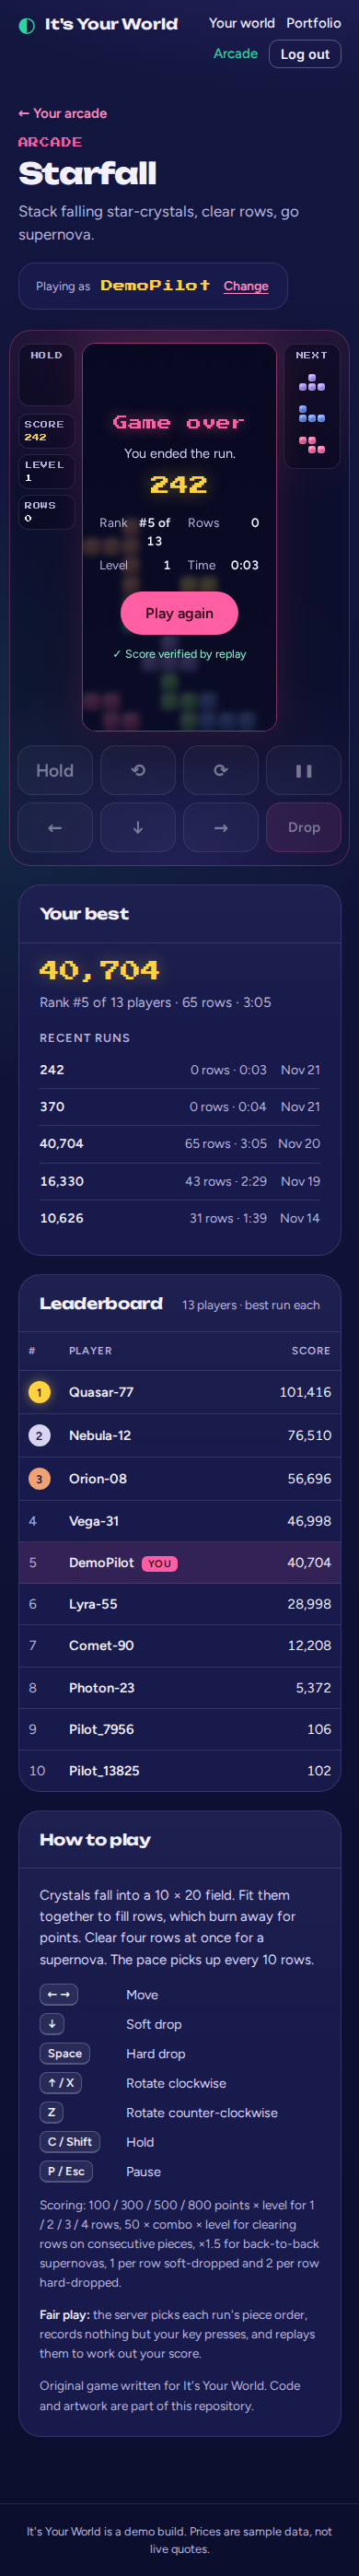 It's Your World
Your world Portfolio
Arcade Log out
← Your arcade
ARCADE
Starfall
Stack falling star-crystals, clear rows, go
supernova.
Playing as DemoPilot Change
HOLD
SCORE
242
LEVEL
1
ROWS
0
Game over
You ended the run.
242
Rank #5 of 13 Rows 0
Level 1 Time 0:03
Play again
✓ Score verified by replay
NEXT
Hold ⟲ ⟳ ❚❚
← ↓ → Drop
Your best
40,704
Rank #5 of 13 players · 65 rows · 3:05
RECENT RUNS
242 0 rows · 0:03 Nov 21
370 0 rows · 0:04 Nov 21
40,704 65 rows · 3:05 Nov 20
16,330 43 rows · 2:29 Nov 19
10,626 31 rows · 1:39 Nov 14
Leaderboard 13 players · best run each
# PLAYER SCORE
1 Quasar-77 101,416
2 Nebula-12 76,510
3 Orion-08 56,696
4 Vega-31 46,998
5 DemoPilot YOU 40,704
6 Lyra-55 28,998
7 Comet-90 12,208
8 Photon-23 5,372
9 Pilot_7956 106
10 Pilot_13825 102
How to play
Crystals fall into a 10 × 20 field. Fit them
together to fill rows, which burn away for
points. Clear four rows at once for a
supernova. The pace picks up every 10 rows.
← → Move
↓ Soft drop
Space Hard drop
↑ / X Rotate clockwise
Z Rotate counter-clockwise
C / Shift Hold
P / Esc Pause
Scoring: 100 / 300 / 500 / 800 points × level for 1
/ 2 / 3 / 4 rows, 50 × combo × level for clearing
rows on consecutive pieces, ×1.5 for back-to-back
supernovas, 1 per row soft-dropped and 2 per row
hard-dropped.
Fair play: the server picks each run's piece order,
records nothing but your key presses, and replays
them to work out your score.
Original game written for It's Your World. Code
and artwork are part of this repository.
It's Your World is a demo build. Prices are sample data, not
live quotes.